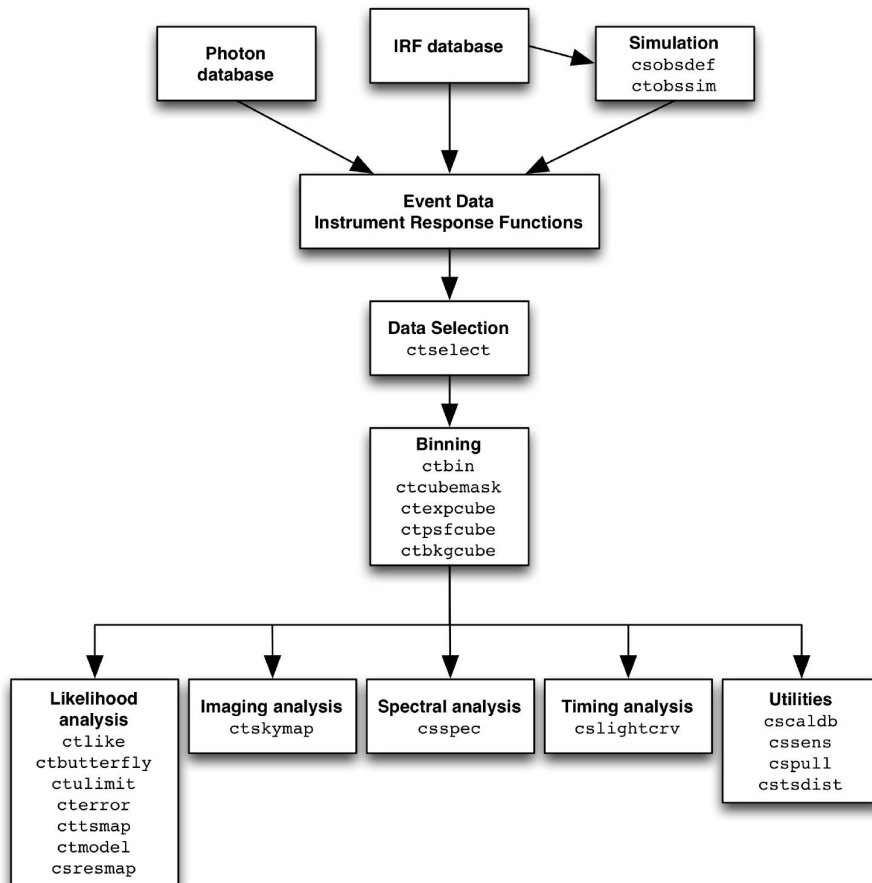 Photon
database
IRF database
Simulation
csobsdef
ctobssim
Event Data
Instrument Response Functions
Data Selection
ctselect
Binning
ctbin
ctcubemask
ctexpcube
ctpsfcube
ctbkgcube
Likelihood
analysis
ctlike
ctbutterfly
ctulimit
cterror
cttsmap
ctmodel
csresmap
Imaging analysis
ctskymap
Spectral analysis
csspec
Timing analysis
cslightcrv
Utilities
cscaldb
cssens
cspull
cstsdist